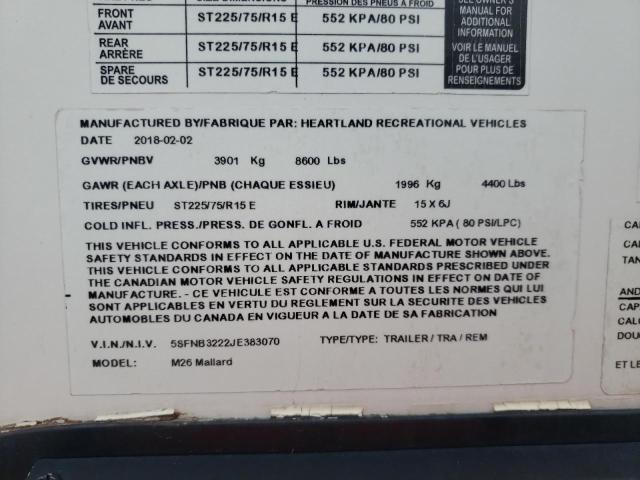 PRESSION DES PNEUS A FROID
FRONT AVANT ST225/75/R15 E 552 KPA/80 PSI
REAR ARRÈRE ST225/75/R15 E 552 KPA/80 PSI
SPARE DE SECOURS ST225/75/R15 E 552 KPA/80 PSI
SEE OWNER'S
MANUAL FOR
ADDITIONAL
INFORMATION
VOIR LE MANUEL
DE L'USAGER
POUR PLUS DE
RENSEIGNEMENTS
MANUFACTURED BY/FABRIQUE PAR: HEARTLAND RECREATIONAL VEHICLES
DATE 2018-02-02
GVWR/PNBV 3901 Kg 8600 Lbs
GAWR (EACH AXLE)/PNB (CHAQUE ESSIEU) 1996 Kg 4400 Lbs
TIRES/PNEU ST225/75/R15 E RIM/JANTE 15 X 6J
COLD INFL. PRESS./PRESS. DE GONFL. A FROID 552 KPA ( 80 PSI/LPC)
THIS VEHICLE CONFORMS TO ALL APPLICABLE U.S. FEDERAL MOTOR VEHICLE
SAFETY STANDARDS IN EFFECT ON THE DATE OF MANUFACTURE SHOWN ABOVE.
THIS VEHICLE CONFORMS TO ALL APPLICABLE STANDARDS PRESCRIBED UNDER
THE CANADIAN MOTOR VEHICLE SAFETY REGULATIONS IN EFFECT ON DATE OF
MANUFACTURE. - CE VEHICULE EST CONFORME A TOUTES LES NORMES QUI LUI
SONT APPLICABLES EN VERTU DU REGLEMENT SUR LA SECURITE DES VEHICLES
AUTOMOBILES DU CANADA EN VIGUEUR A LA DATE DE SA FABRICATION
V.I.N./N.I.V. 5SFNB3222JE383070 TYPE/TYPE: TRAILER / TRA / REM
MODEL: M26 Mallard
AND
ET LE